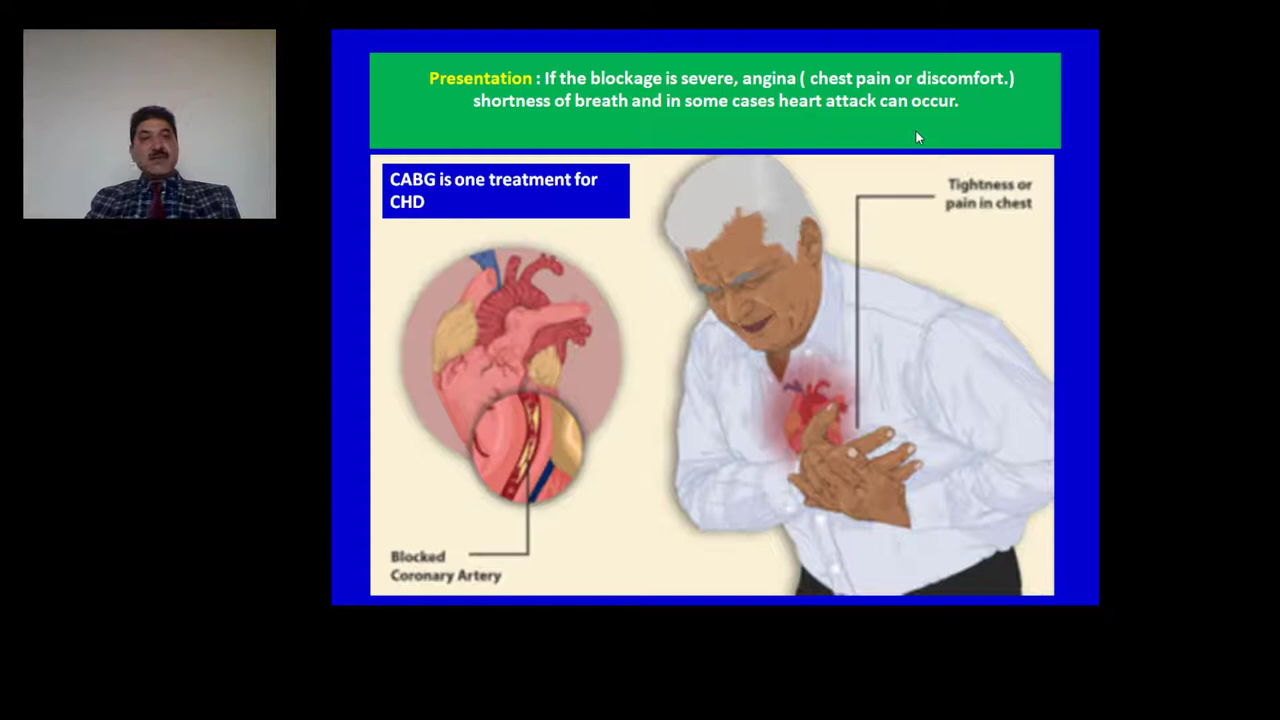 Presentation : If the blockage is severe, angina ( chest pain or discomfort.)
shortness of breath and in some cases heart attack can occur.
CABG is one treatment for
CHD
Tightness or
pain in chest
Blocked
Coronary Artery